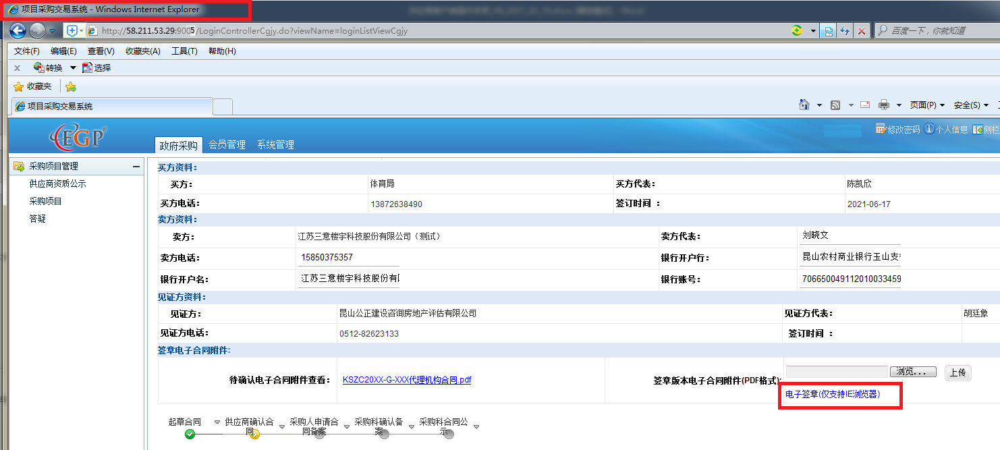 项目采购交易系统 - Windows Internet Explorer
http://58.211.53.29:9005/LoginControllerCgjy.do?viewName=loginListViewCgjy
百度一下，你就知道
文件(F) 编辑(E) 查看(V) 收藏夹(A) 工具(T) 帮助(H)
x 转换 选择
收藏夹
项目采购交易系统
页面(P) 安全(S)
EGP
政府采购 会员管理 系统管理
修改密码 个人信息 侧栏
采购项目管理
供应商资质公示
采购项目
答疑
买方资料:
买方: 体育局 买方代表: 陈凯欣
买方电话: 13872638490 签订时间 : 2021-06-17
卖方资料:
卖方: 江苏三意楼宇科技股份有限公司（测试） 卖方代表: 刘晓文
卖方电话: 15850375357 银行开户行: 昆山农村商业银行玉山支
银行开户名: 江苏三意楼宇科技股份有 银行账号: 706650049112010033459
见证方资料:
见证方: 昆山公正建设咨询房地产评估有限公司 见证方代表: 胡廷象
见证方电话: 0512-82623133 签订时间 :
签章电子合同附件:
待确认电子合同附件查看: KSZC20XX-G-XXX代理机构合同.pdf 签章版本电子合同附件(PDF格式): 浏览... 上传
电子签章(仅支持IE浏览器)
起草合同 供应商确认合同 采购人申请合同备案 采购科确认备案 采购科合同公示